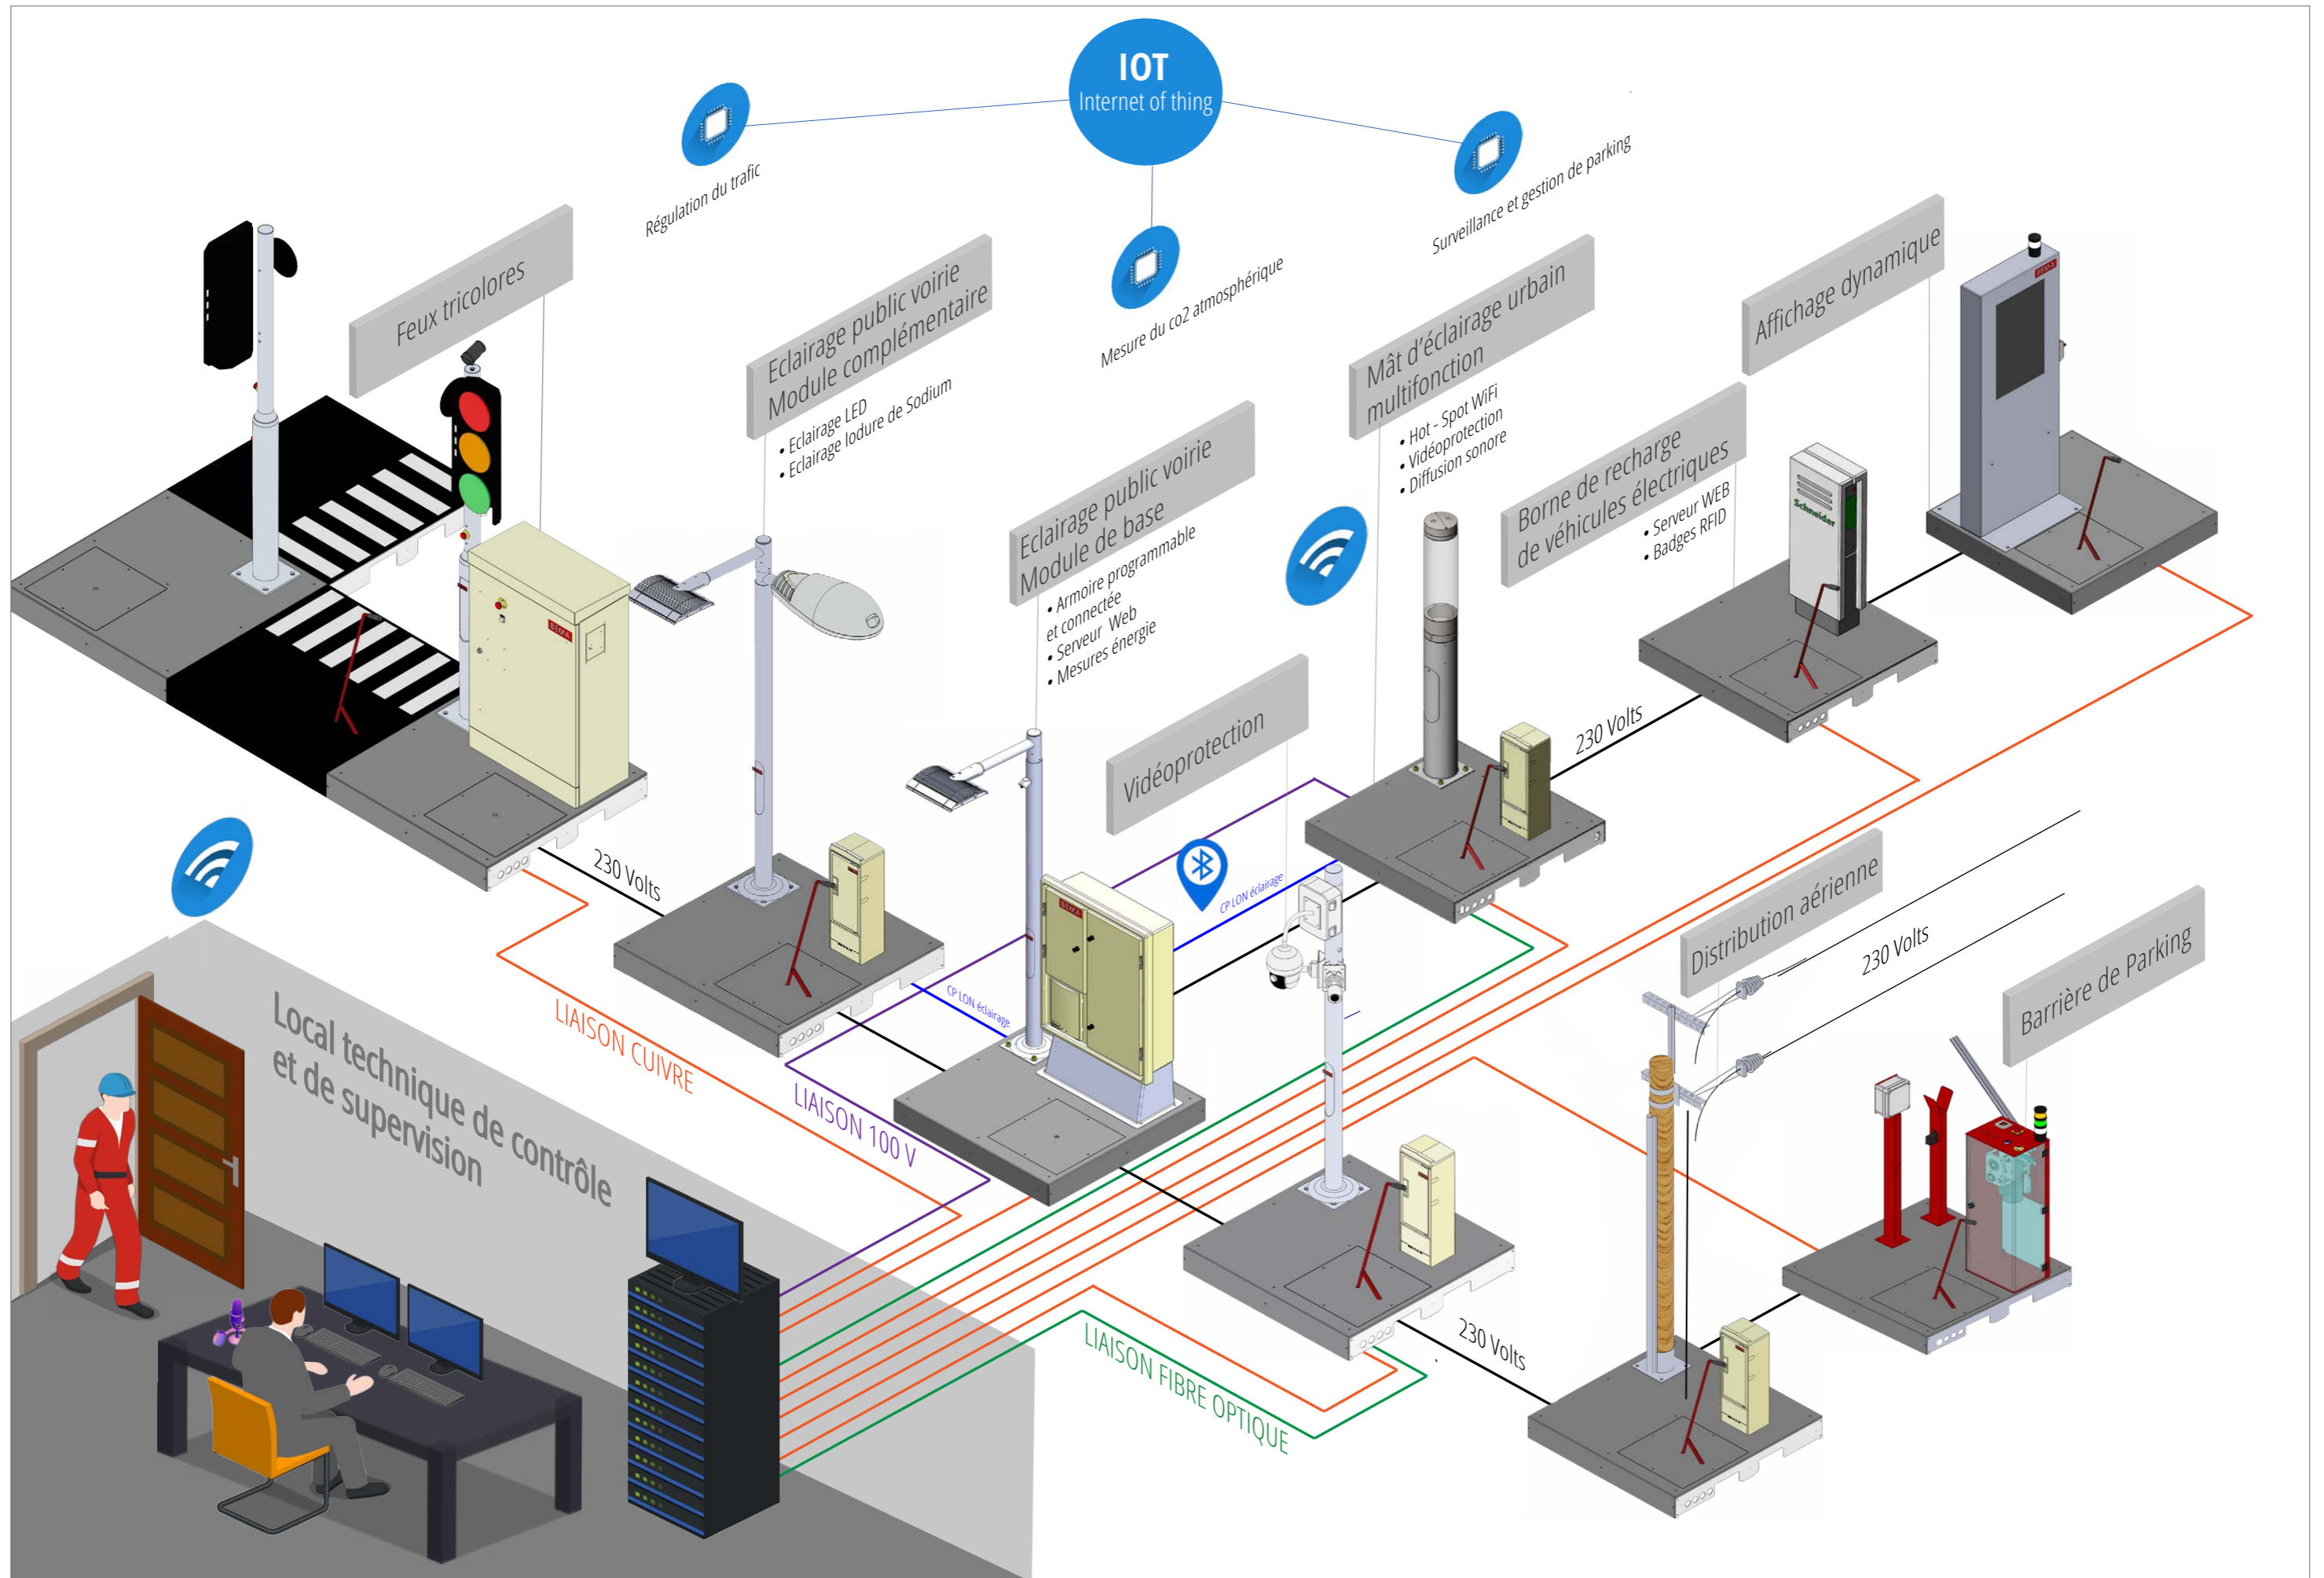 IOT
Internet of thing
Régulation du trafic
Mesure du co2 atmosphérique
Surveillance et gestion de parking
Feux tricolores
Eclairage public voirie
Module complémentaire
• Eclairage LED
• Eclairage Iodure de Sodium
Eclairage public voirie
Module de base
• Armoire programmable
et connectée
• Serveur Web
• Mesures énergie
Mât d'éclairage urbain
multifonction
• Hot - Spot WiFi
• Vidéoprotection
• Diffusion sonore
Borne de recharge
de véhicules électriques
• Serveur WEB
• Badges RFID
Affichage dynamique
BEMA
Schneider
BEMA
BEMA
Vidéoprotection
Distribution aérienne
Barrière de Parking
230 Volts
230 Volts
230 Volts
230 Volts
CP LON éclairage
CP LON éclairage
LIAISON CUIVRE
LIAISON 100 V
LIAISON FIBRE OPTIQUE
Local technique de contrôle
et de supervision